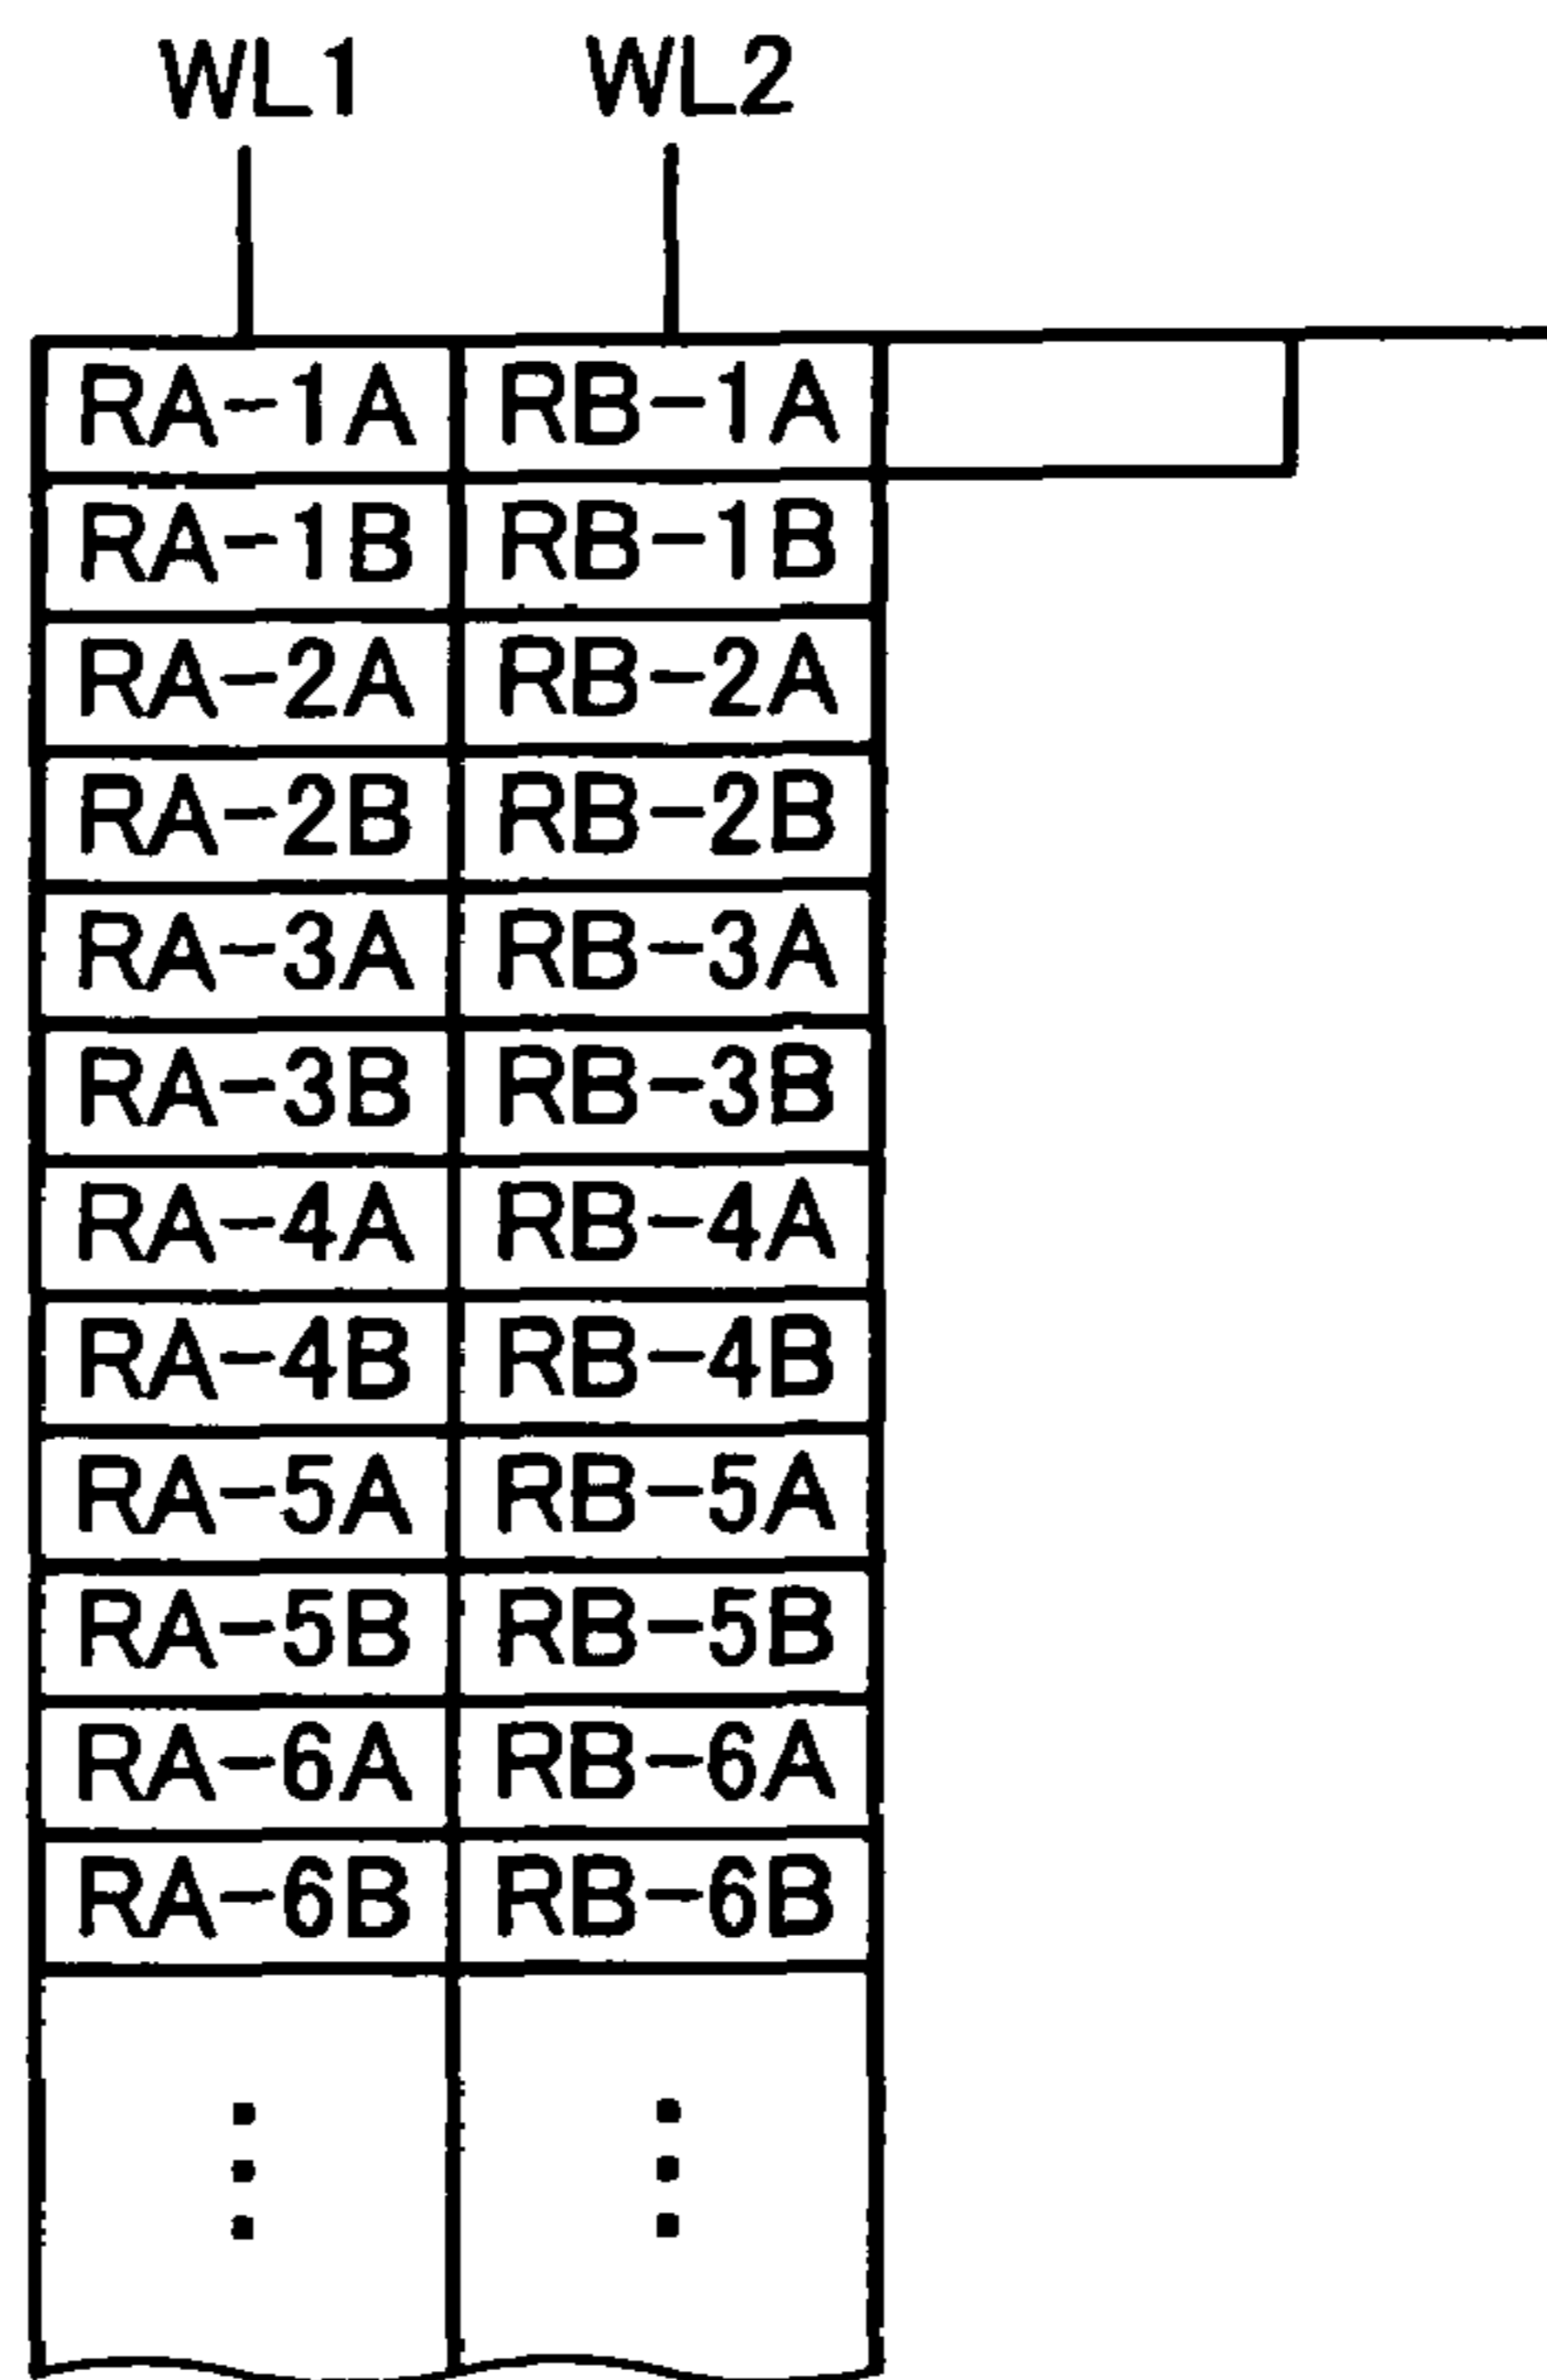 WL1 WL2
RA-1A RB-1A
RA-1B RB-1B
RA-2A RB-2A
RA-2B RB-2B
RA-3A RB-3A
RA-3B RB-3B
RA-4A RB-4A
RA-4B RB-4B
RA-5A RB-5A
RA-5B RB-5B
RA-6A RB-6A
RA-6B RB-6B